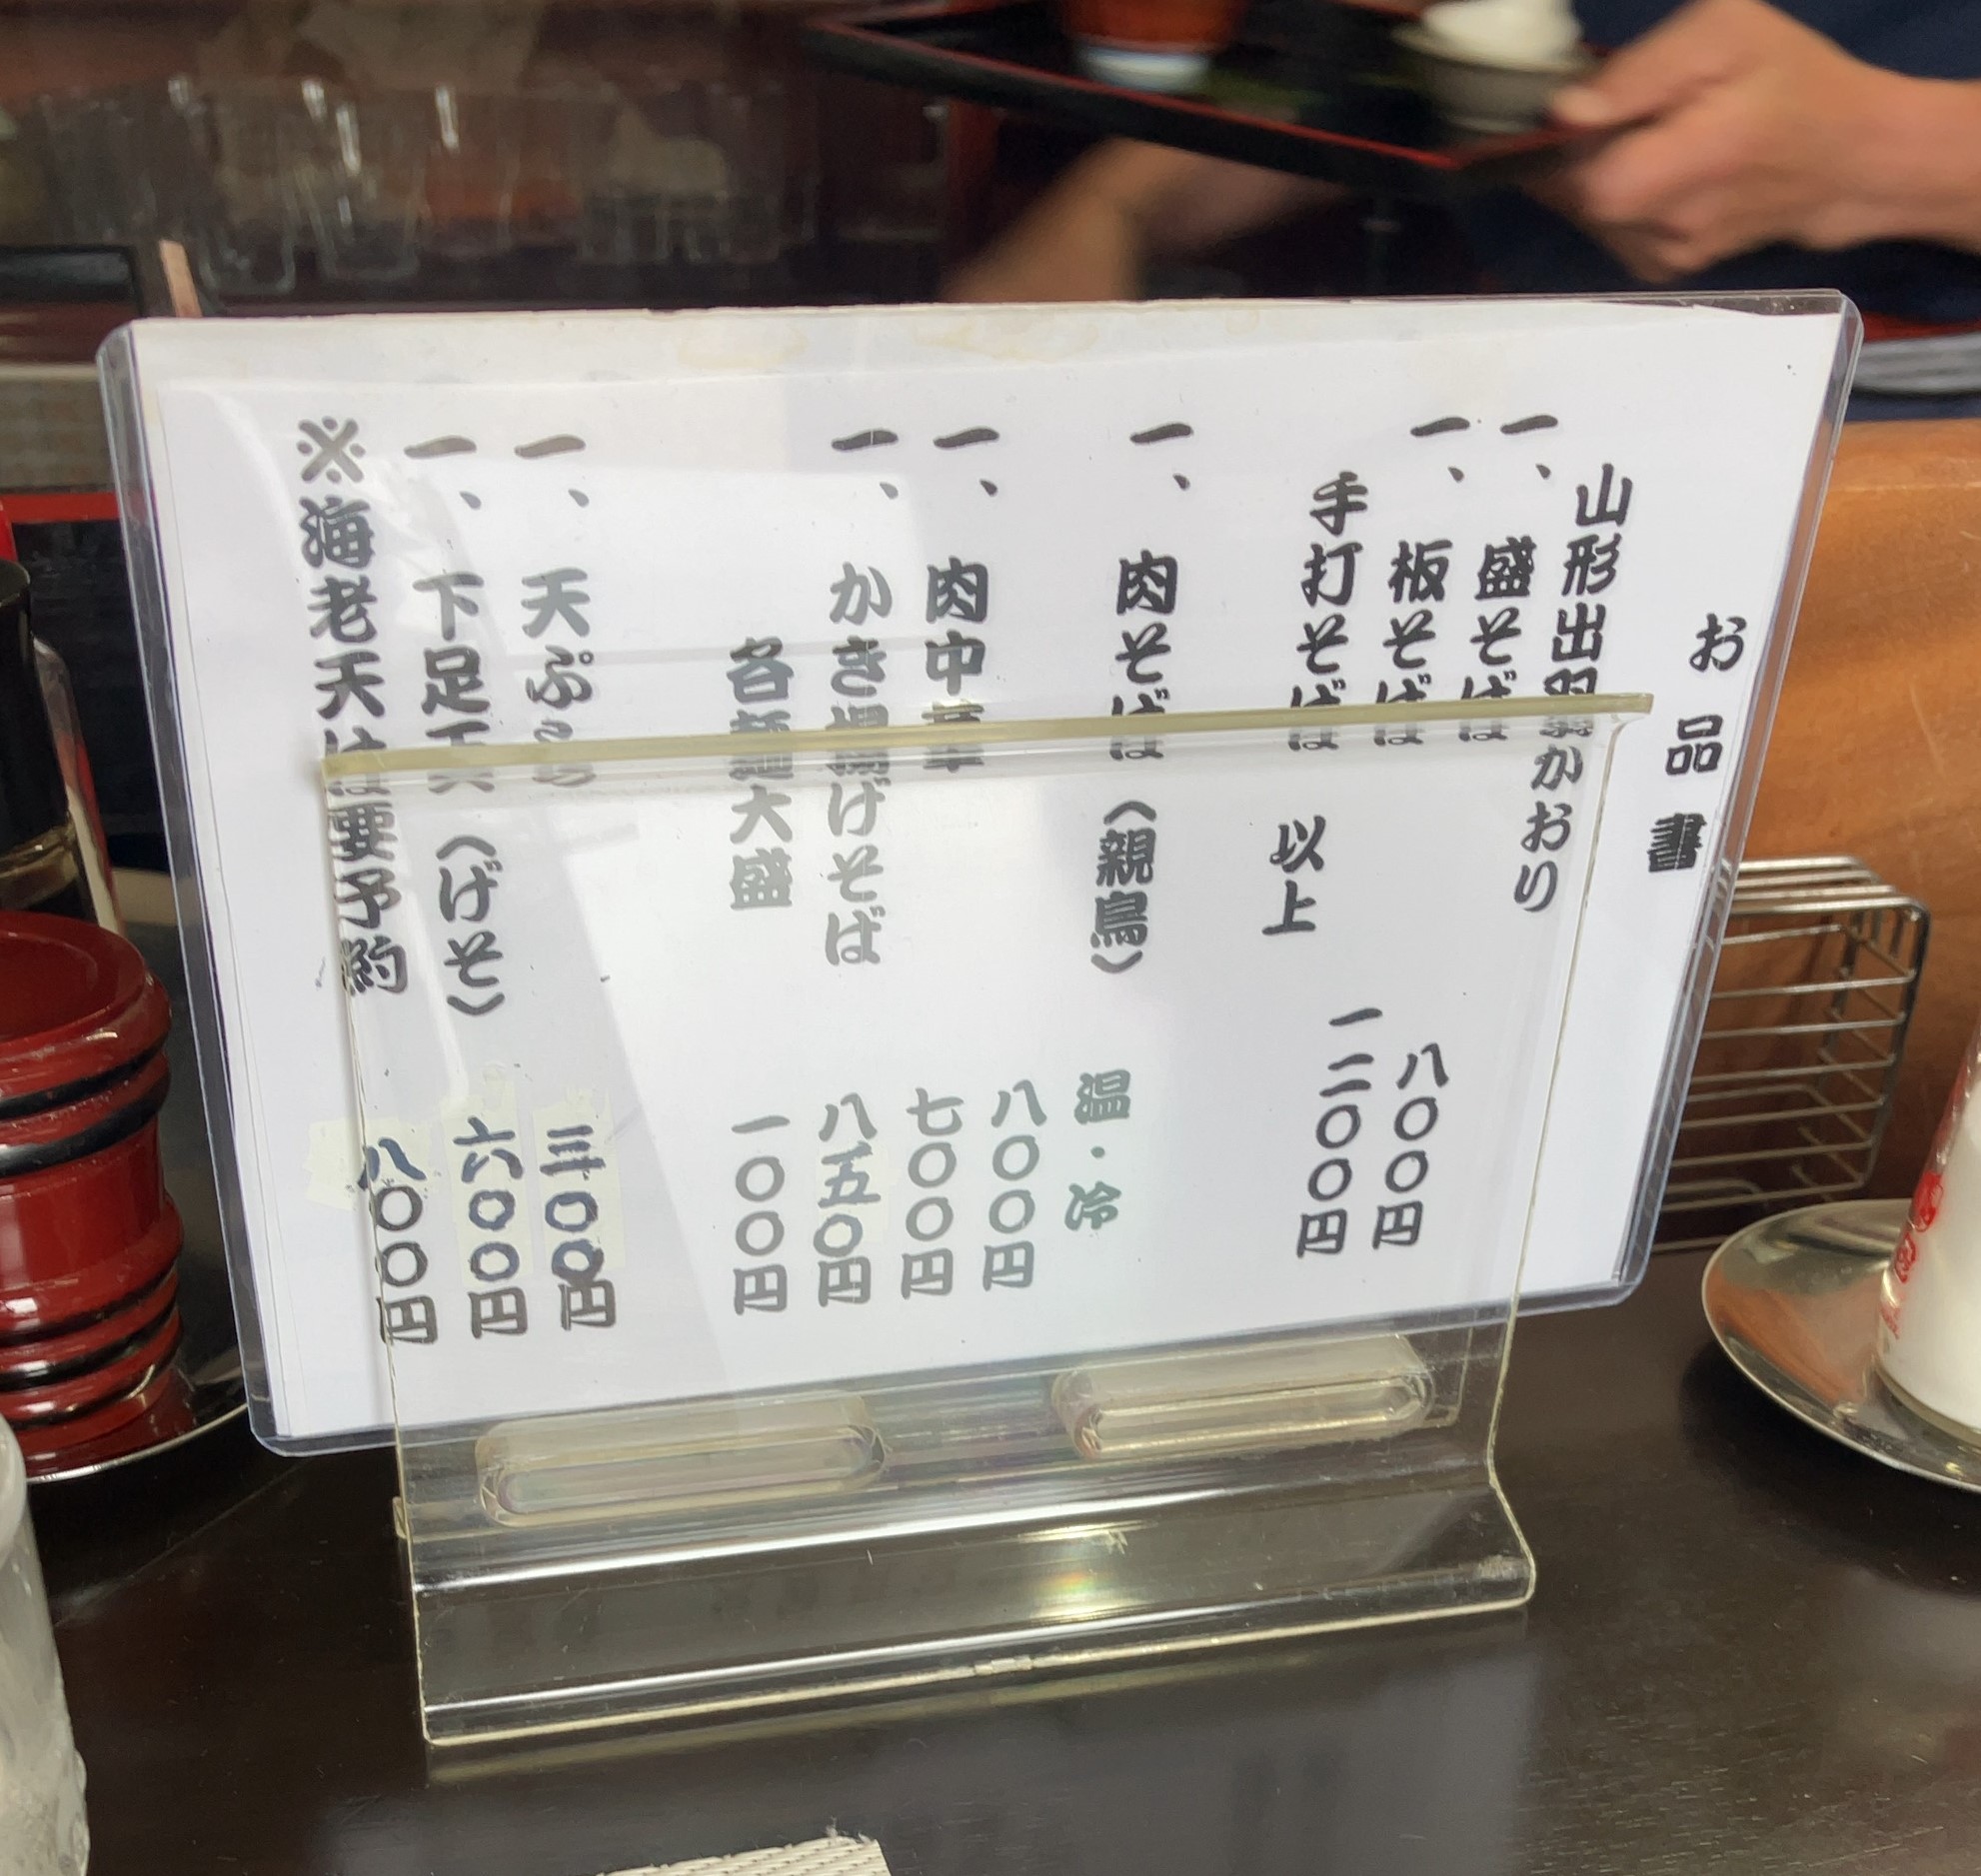 お品書
山形出羽かおり
一、盛そば 八〇〇円
一、板そば 一二〇〇円
手打そば 以上
一、肉そば〈親鳥〉 温・冷 八〇〇円
一、肉中華 七〇〇円
一、かき揚げそば 八五〇円
各麺大盛 一〇〇円
一、天ぷら 三〇〇円
一、下足天〈げそ〉 六〇〇円
※海老天は要予約 八〇〇円